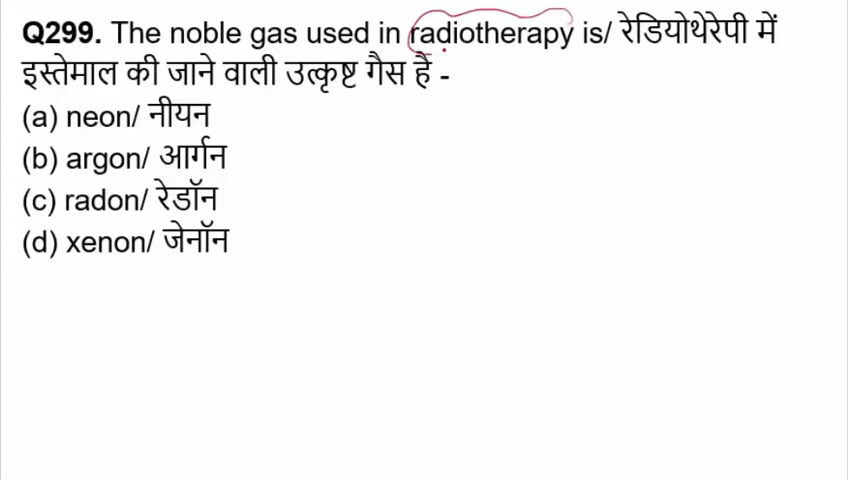 Q299. The noble gas used in radiotherapy is/ रेडियोथेरेपी में
इस्तेमाल की जाने वाली उत्कृष्ट गैस हैं -
(a) neon/ नीयन
(b) argon/ आर्गन
(c) radon/ रेडॉन
(d) xenon/ जेनॉन